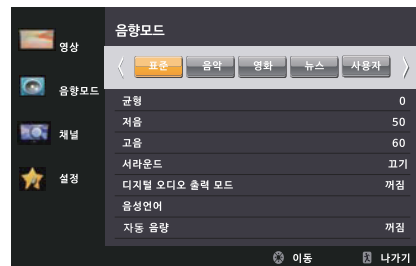 영상
음향모드
채널
설정
음향모드
표준 음악 영화 뉴스 사용자
균형 0
저음 50
고음 60
서라운드 끄기
디지털 오디오 출력 모드 꺼짐
음성언어
자동 음량 꺼짐
이동 나가기